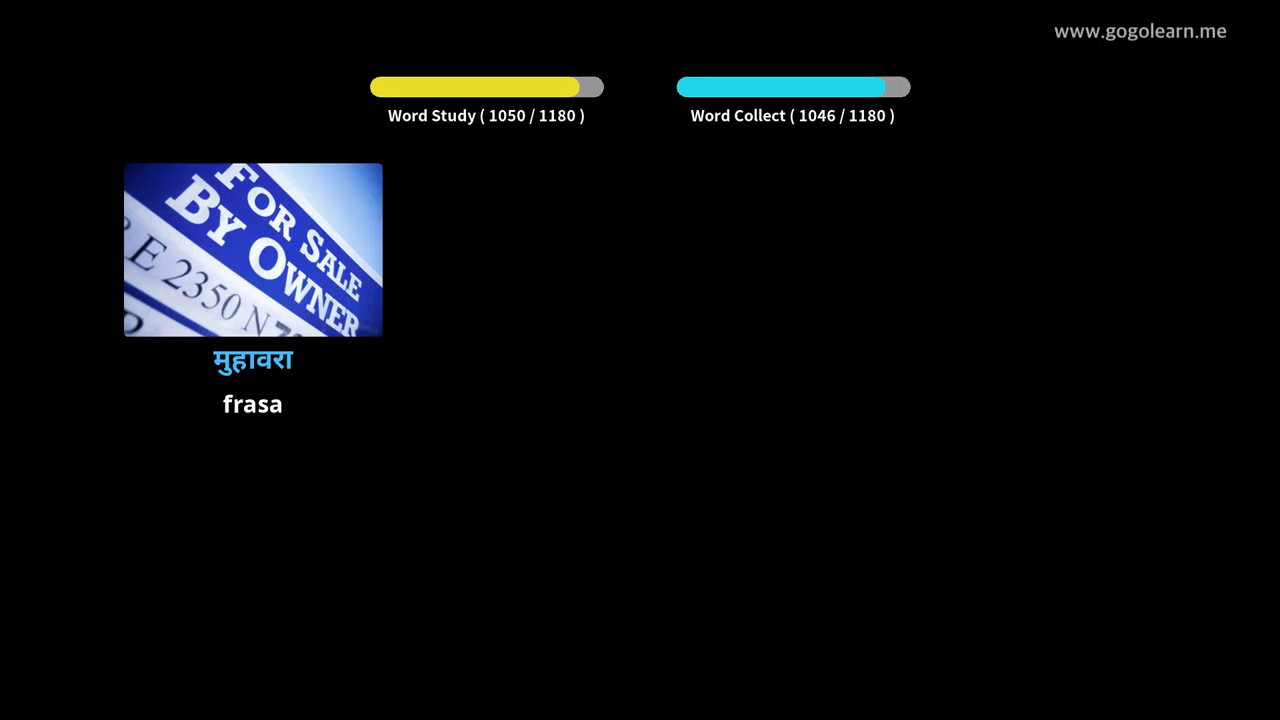 www.gogolearn.me
Word Study ( 1050 / 1180 )
Word Collect ( 1046 / 1180 )
FOR SALE
BY OWNER
E 2350 N
मुहावरा
frasa